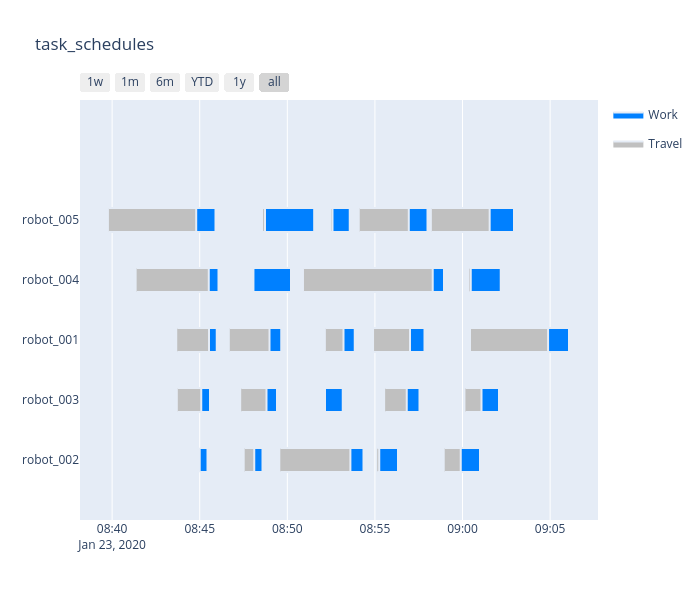 task_schedules
1w 1m 6m YTD 1y all
Work
Travel
robot_005
robot_004
robot_001
robot_003
robot_002
08:40 08:45 08:50 08:55 09:00 09:05
Jan 23, 2020